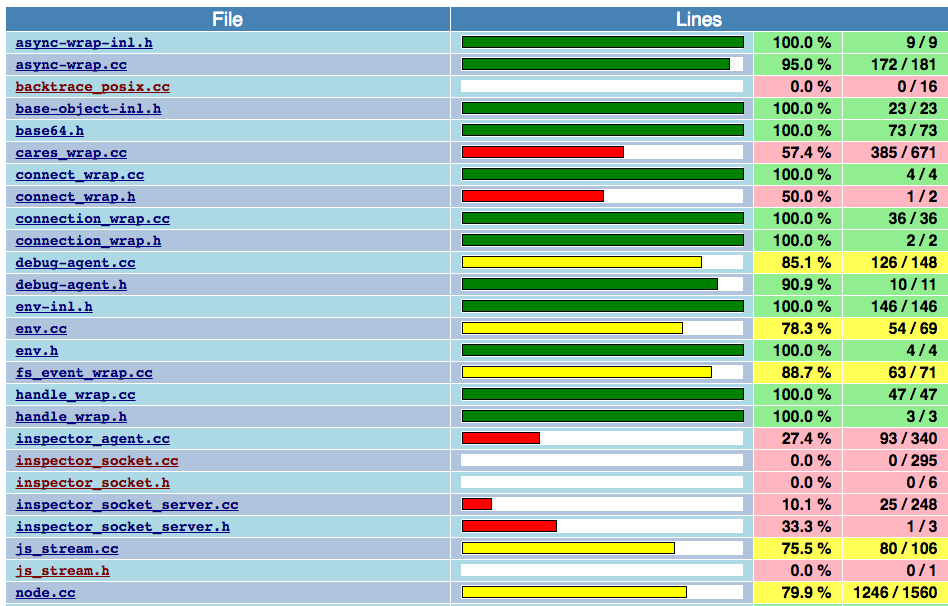 File Lines
async-wrap-inl.h 100.0 % 9 / 9
async-wrap.cc 95.0 % 172 / 181
backtrace_posix.cc 0.0 % 0 / 16
base-object-inl.h 100.0 % 23 / 23
base64.h 100.0 % 73 / 73
cares_wrap.cc 57.4 % 385 / 671
connect_wrap.cc 100.0 % 4 / 4
connect_wrap.h 50.0 % 1 / 2
connection_wrap.cc 100.0 % 36 / 36
connection_wrap.h 100.0 % 2 / 2
debug-agent.cc 85.1 % 126 / 148
debug-agent.h 90.9 % 10 / 11
env-inl.h 100.0 % 146 / 146
env.cc 78.3 % 54 / 69
env.h 100.0 % 4 / 4
fs_event_wrap.cc 88.7 % 63 / 71
handle_wrap.cc 100.0 % 47 / 47
handle_wrap.h 100.0 % 3 / 3
inspector_agent.cc 27.4 % 93 / 340
inspector_socket.cc 0.0 % 0 / 295
inspector_socket.h 0.0 % 0 / 6
inspector_socket_server.cc 10.1 % 25 / 248
inspector_socket_server.h 33.3 % 1 / 3
js_stream.cc 75.5 % 80 / 106
js_stream.h 0.0 % 0 / 1
node.cc 79.9 % 1246 / 1560